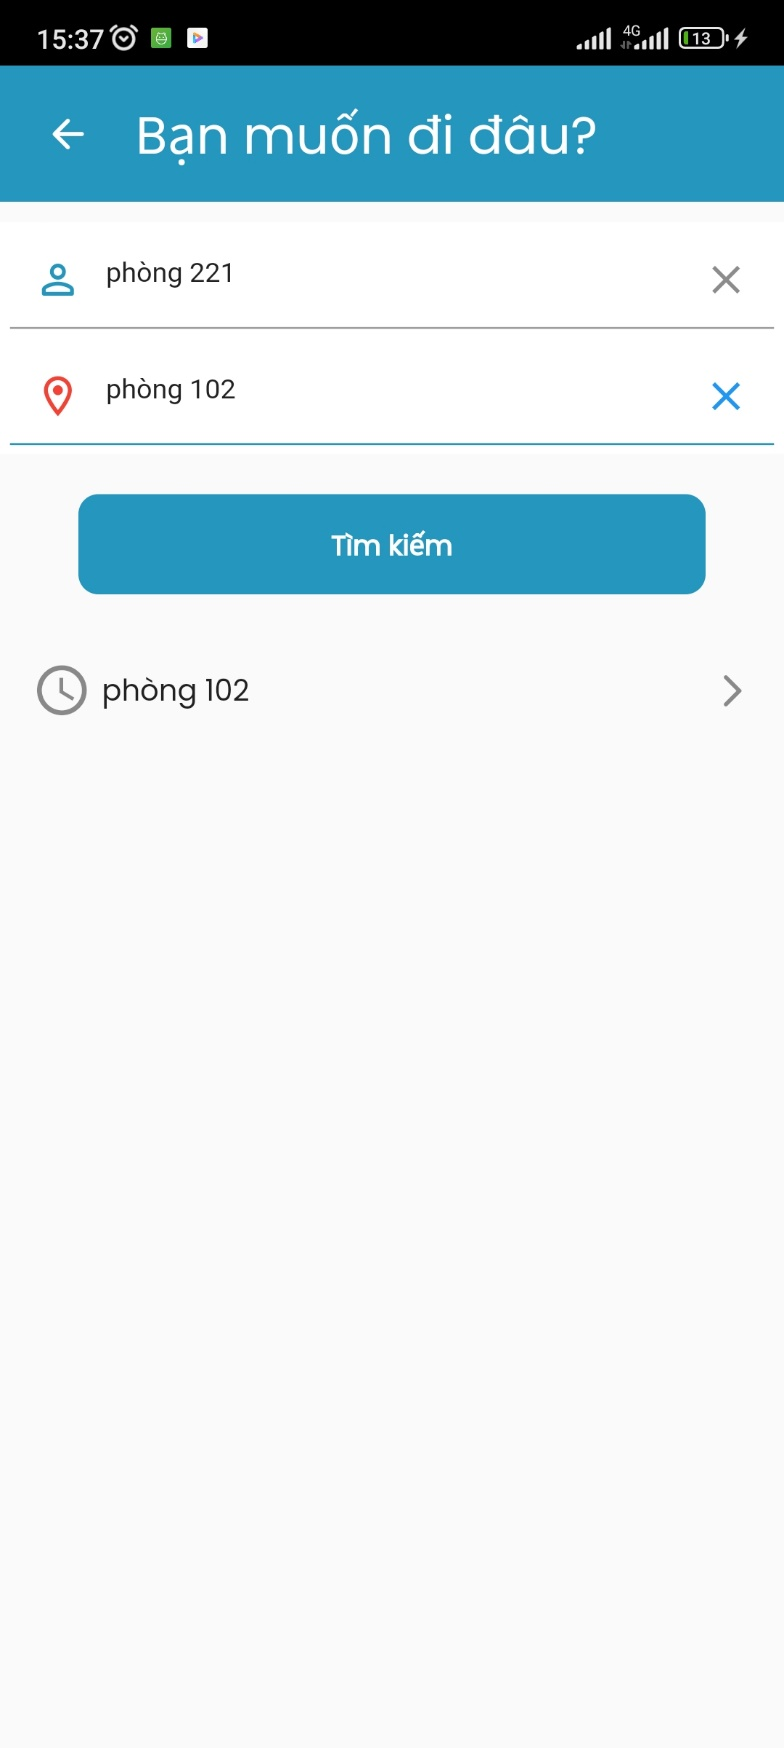 15:37
4G
13
Bạn muốn đi đâu?
phòng 221
phòng 102
Tìm kiếm
phòng 102